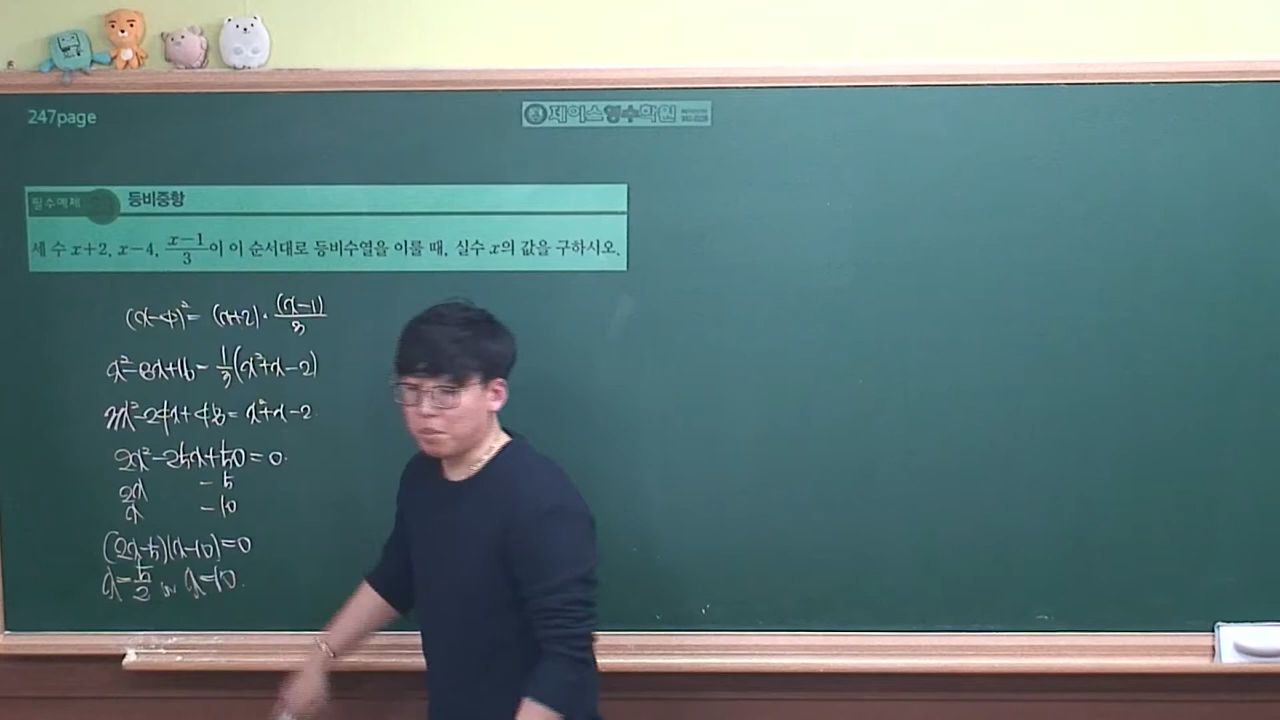 247page
제이스영수학원
필수예제
등비중항
세 수 x+2, x−4, (x−1)/3이 이 순서대로 등비수열을 이룰 때, 실수 x의 값을 구하시오.
(x-4)² = (x+2)·(x-1)/3
x²-8x+16 = 1/3(x²+x-2)
3x²-24x+48 = x²+x-2
2x²-25x+50=0.
2x -5
x -10
(2x-5)(x-10)=0
x=5/2 or x=10.